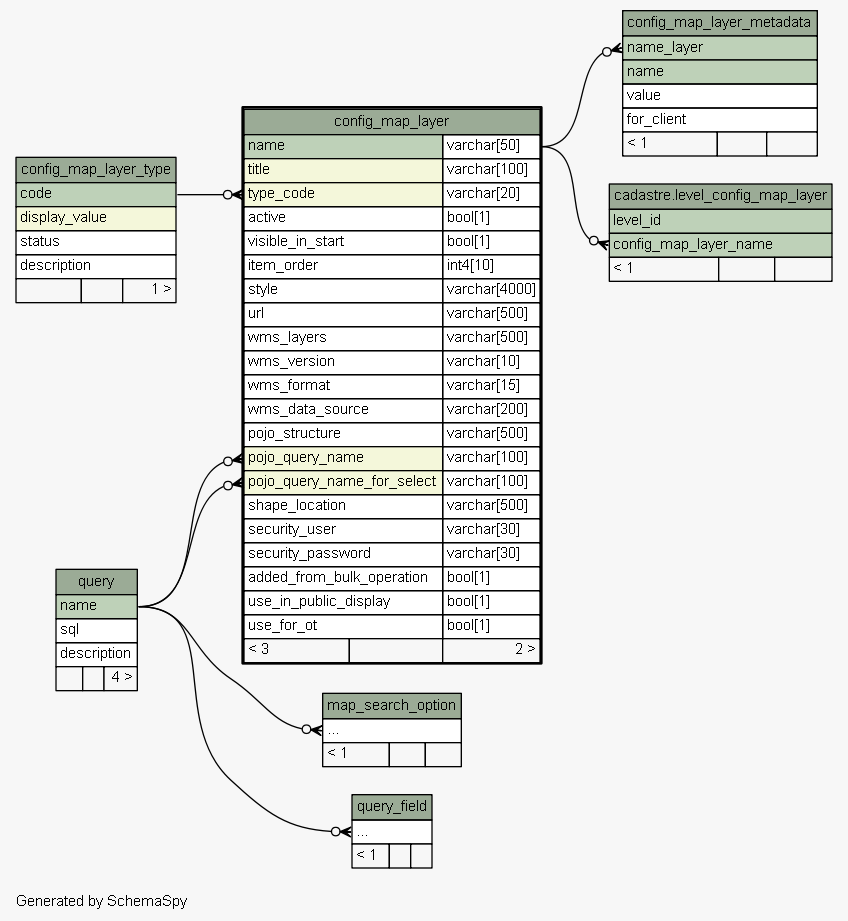 config_map_layer_metadata
name_layer
name
value
for_client
< 1
config_map_layer
name varchar[50]
title varchar[100]
type_code varchar[20]
active bool[1]
visible_in_start bool[1]
item_order int4[10]
style varchar[4000]
url varchar[500]
wms_layers varchar[500]
wms_version varchar[10]
wms_format varchar[15]
wms_data_source varchar[200]
pojo_structure varchar[500]
pojo_query_name varchar[100]
pojo_query_name_for_select varchar[100]
shape_location varchar[500]
security_user varchar[30]
security_password varchar[30]
added_from_bulk_operation bool[1]
use_in_public_display bool[1]
use_for_ot bool[1]
< 3 2 >
config_map_layer_type
code
display_value
status
description
1 >
cadastre.level_config_map_layer
level_id
config_map_layer_name
< 1
query
name
sql
description
4 >
map_search_option
...
< 1
query_field
...
< 1
Generated by SchemaSpy